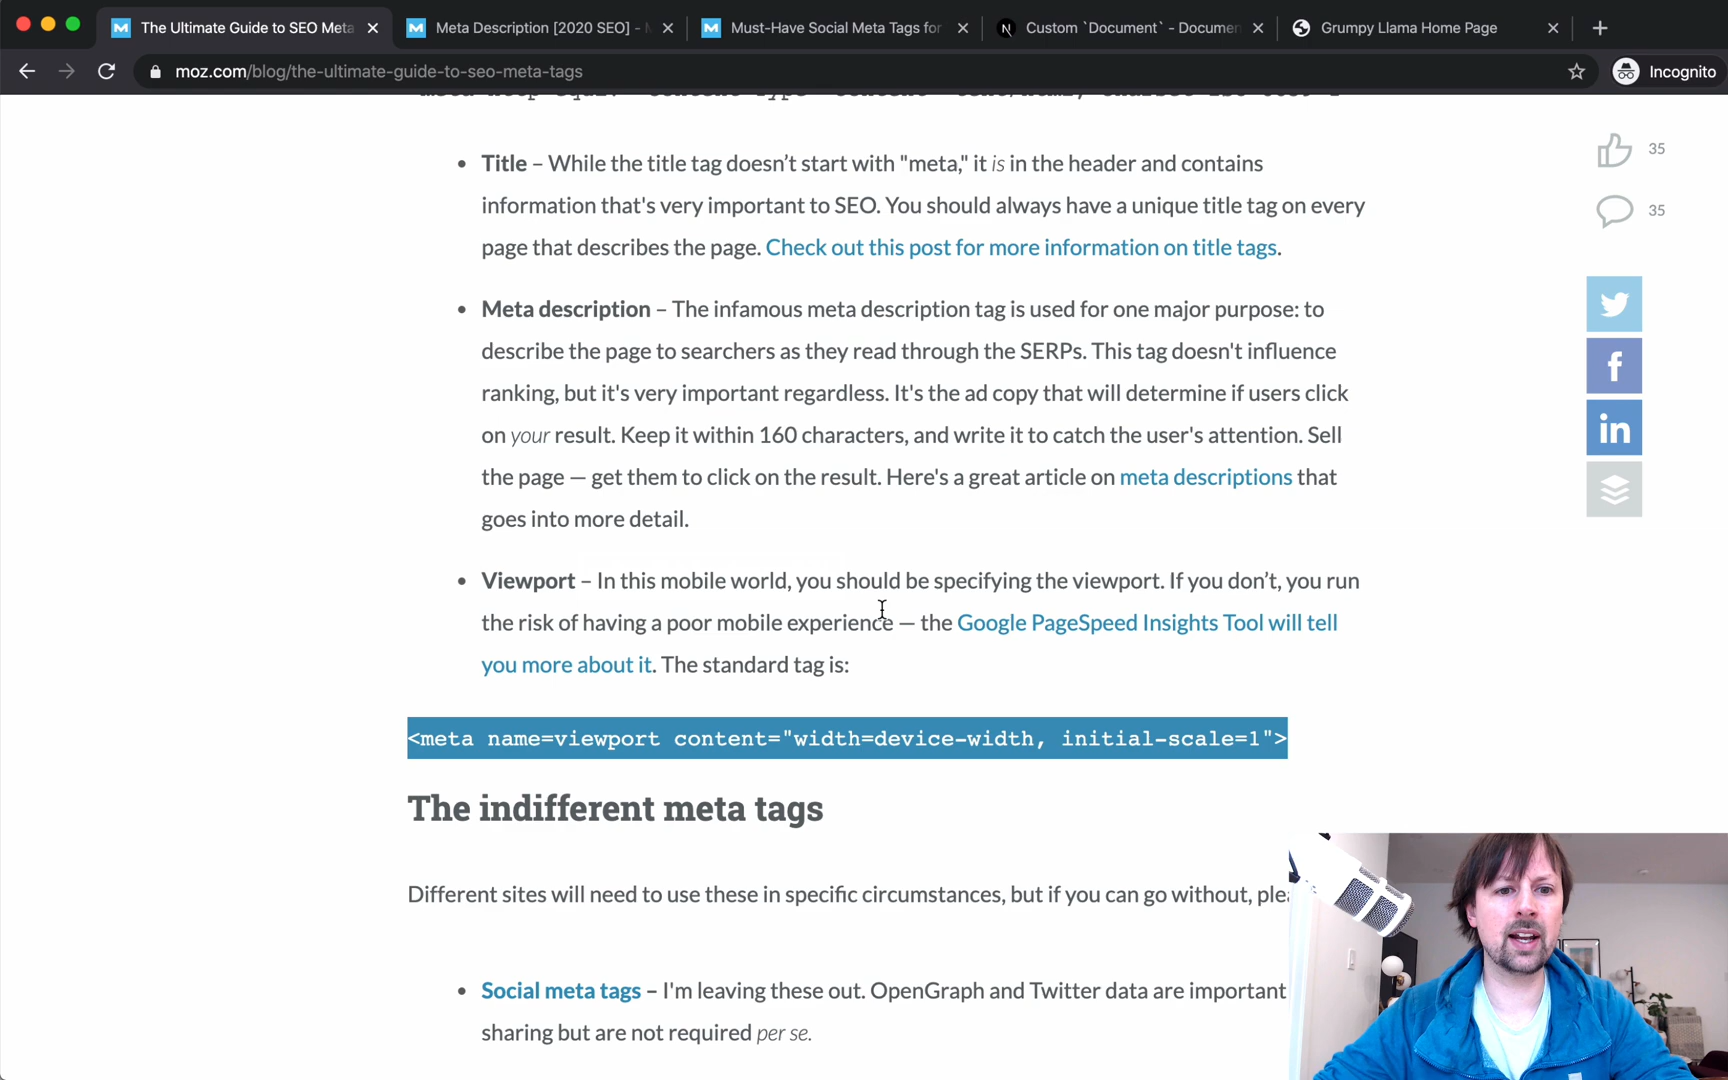 The Ultimate Guide to SEO Meta
Meta Description [2020 SEO] -
Must-Have Social Meta Tags for
Custom `Document` - Documen
Grumpy Llama Home Page
moz.com/blog/the-ultimate-guide-to-seo-meta-tags
Incognito
• Title – While the title tag doesn’t start with "meta," it is in the header and contains
information that's very important to SEO. You should always have a unique title tag on every
page that describes the page. Check out this post for more information on title tags.
• Meta description – The infamous meta description tag is used for one major purpose: to
describe the page to searchers as they read through the SERPs. This tag doesn't influence
ranking, but it's very important regardless. It's the ad copy that will determine if users click
on your result. Keep it within 160 characters, and write it to catch the user's attention. Sell
the page — get them to click on the result. Here's a great article on meta descriptions that
goes into more detail.
• Viewport – In this mobile world, you should be specifying the viewport. If you don’t, you run
the risk of having a poor mobile experience — the Google PageSpeed Insights Tool will tell
you more about it. The standard tag is:
<meta name=viewport content="width=device-width, initial-scale=1">
The indifferent meta tags
Different sites will need to use these in specific circumstances, but if you can go without, plea
• Social meta tags – I'm leaving these out. OpenGraph and Twitter data are important
sharing but are not required per se.
35
35